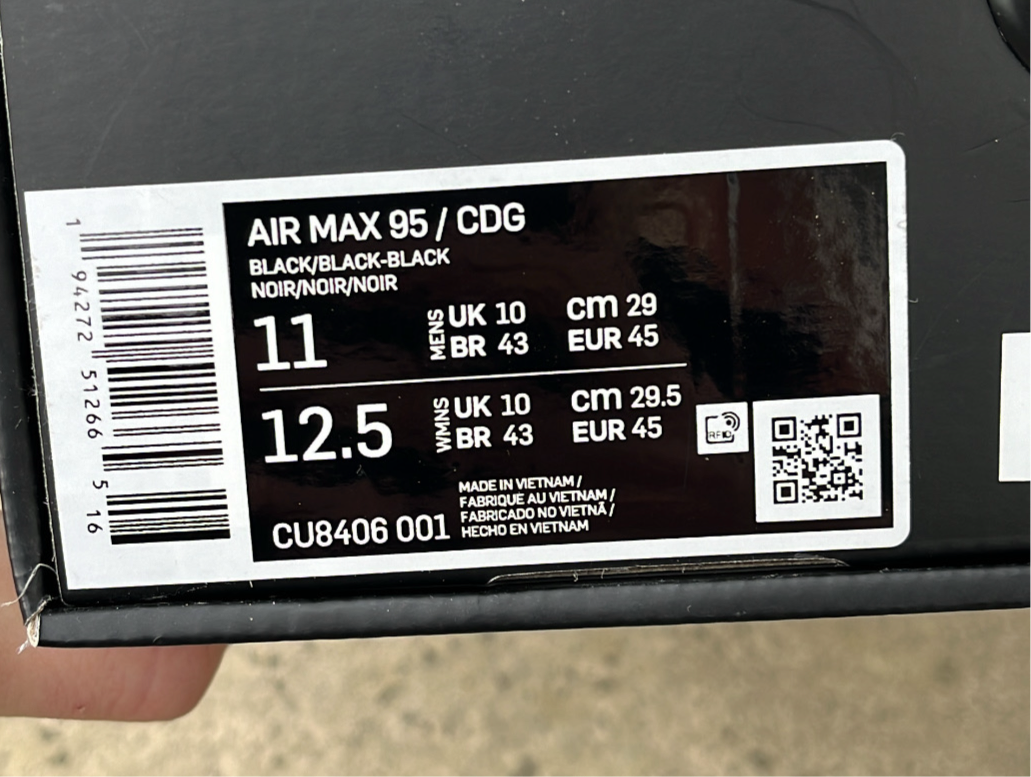 AIR MAX 95 / CDG
BLACK/BLACK-BLACK
NOIR/NOIR/NOIR
11 MENS UK 10 cm 29
BR 43 EUR 45
12.5 WMNS UK 10 cm 29.5
BR 43 EUR 45
RFID
MADE IN VIETNAM /
FABRIQUÉ AU VIETNAM /
FABRICADO NO VIETNÃ /
HECHO EN VIETNAM
CU8406 001
1 94272 51266 5 16